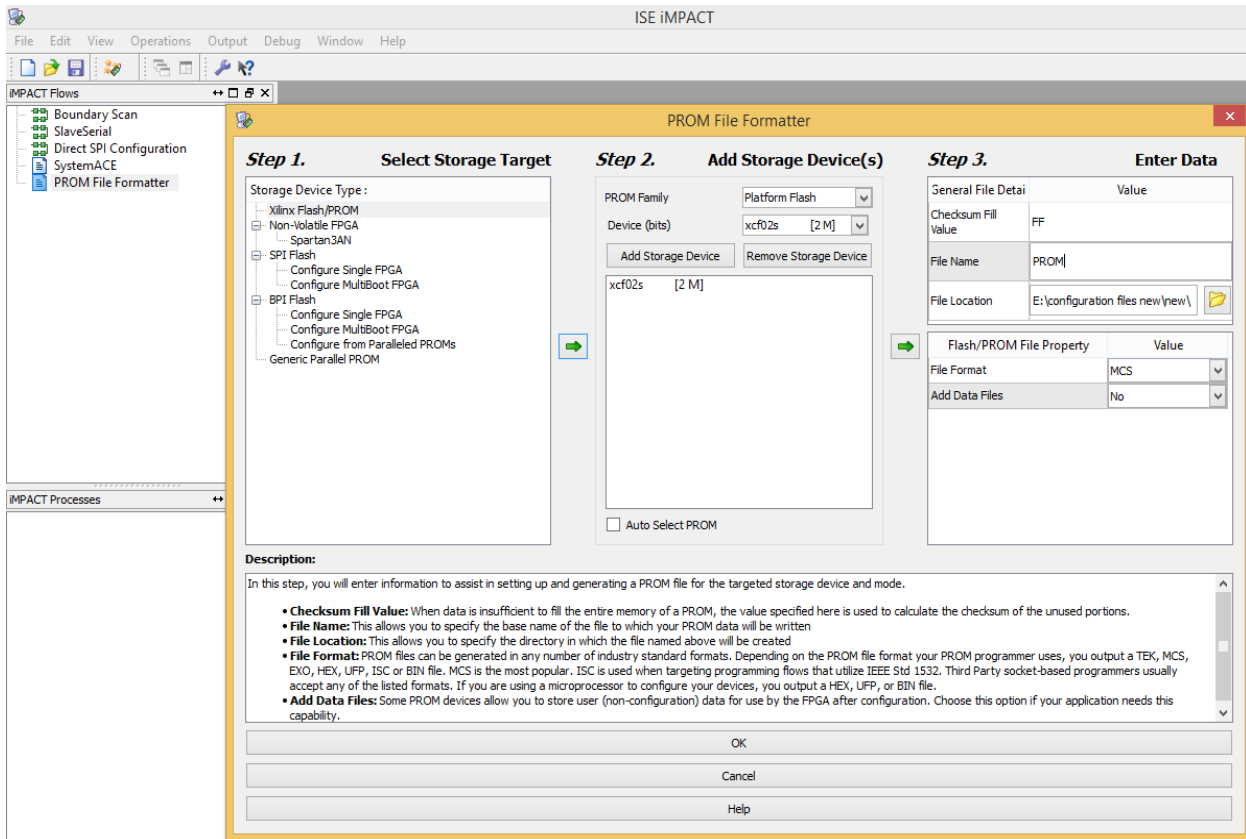 ISE iMPACT
File Edit View Operations Output Debug Window Help
iMPACT Flows
Boundary Scan
SlaveSerial
Direct SPI Configuration
SystemACE
PROM File Formatter
iMPACT Processes
PROM File Formatter
Step 1. Select Storage Target
Storage Device Type :
Xilinx Flash/PROM
Non-Volatile FPGA
Spartan3AN
SPI Flash
Configure Single FPGA
Configure MultiBoot FPGA
BPI Flash
Configure Single FPGA
Configure MultiBoot FPGA
Configure from Paralleled PROMs
Generic Parallel PROM
Step 2. Add Storage Device(s)
PROM Family Platform Flash
Device (bits) xcf02s [2 M]
Add Storage Device Remove Storage Device
xcf02s [2 M]
Auto Select PROM
Step 3. Enter Data
General File Detai Value
Checksum Fill
Value FF
File Name PROM
File Location E:\configuration files new\new\
Flash/PROM File Property Value
File Format MCS
Add Data Files No
Description:
In this step, you will enter information to assist in setting up and generating a PROM file for the targeted storage device and mode.
• Checksum Fill Value: When data is insufficient to fill the entire memory of a PROM, the value specified here is used to calculate the checksum of the unused portions.
• File Name: This allows you to specify the base name of the file to which your PROM data will be written
• File Location: This allows you to specify the directory in which the file named above will be created
• File Format: PROM files can be generated in any number of industry standard formats. Depending on the PROM file format your PROM programmer uses, you output a TEK, MCS,
EXO, HEX, UFP, ISC or BIN file. MCS is the most popular. ISC is used when targeting programming flows that utilize IEEE Std 1532. Third Party socket-based programmers usually
accept any of the listed formats. If you are using a microprocessor to configure your devices, you output a HEX, UFP, or BIN file.
• Add Data Files: Some PROM devices allow you to store user (non-configuration) data for use by the FPGA after configuration. Choose this option if your application needs this
capability.
OK
Cancel
Help